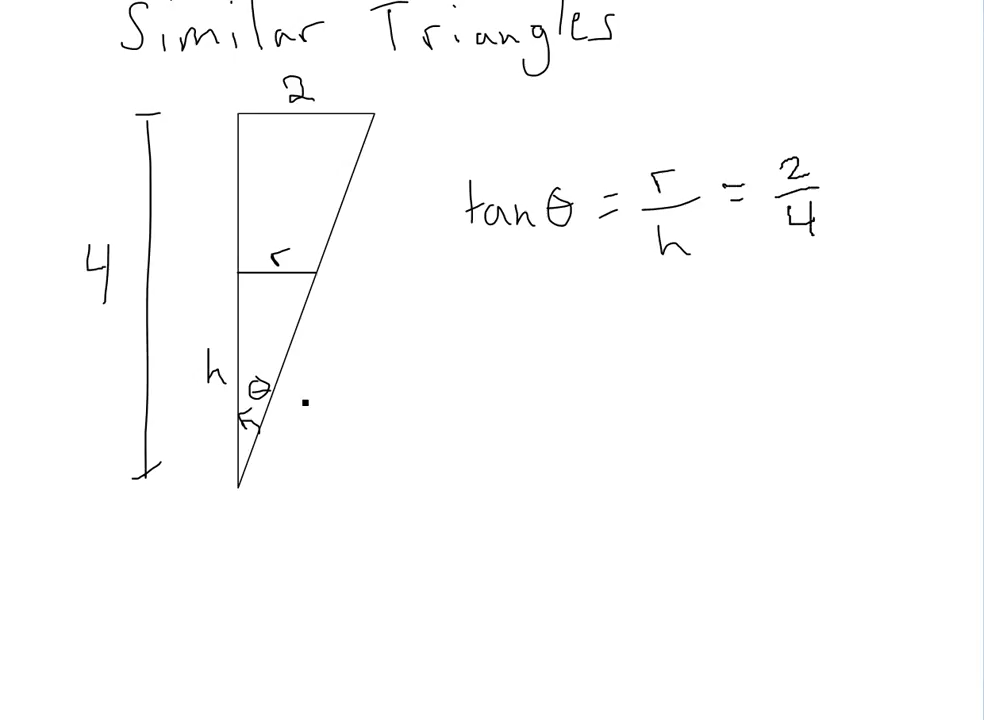 Similar Triangles
2
tan θ = r/h = 2/4
r
4
h
θ